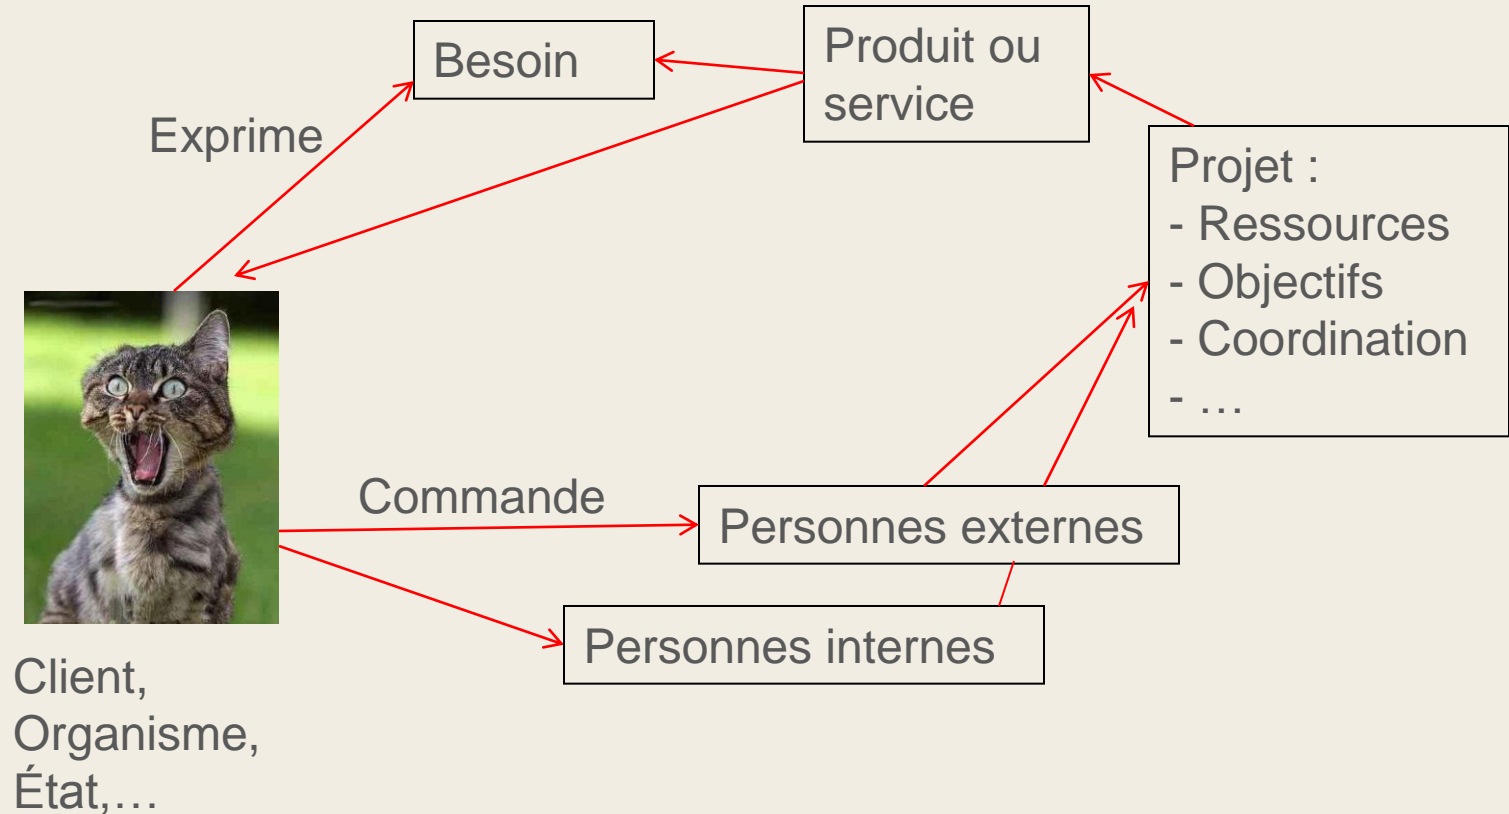 Besoin
Produit ou
service
Exprime
Projet :
- Ressources
- Objectifs
- Coordination
- …
Commande
Personnes externes
Personnes internes
Client,
Organisme,
État,…